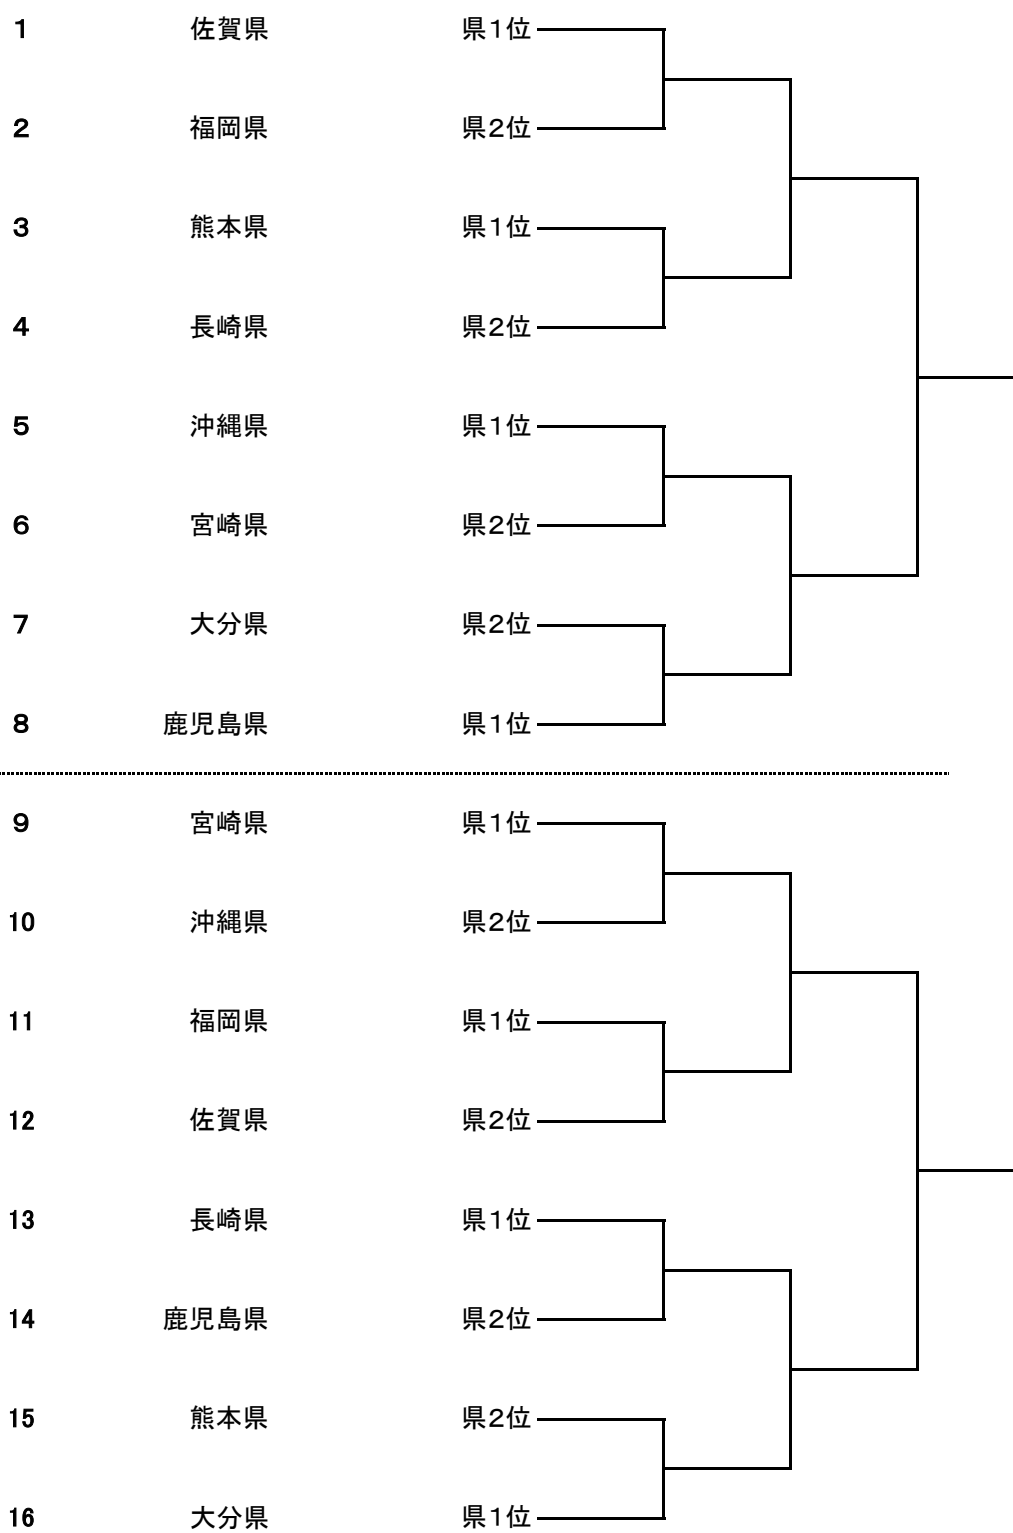 1 佐賀県 県1位
2 福岡県 県2位
3 熊本県 県1位
4 長崎県 県2位
5 沖縄県 県1位
6 宮崎県 県2位
7 大分県 県2位
8 鹿児島県 県1位
9 宮崎県 県1位
10 沖縄県 県2位
11 福岡県 県1位
12 佐賀県 県2位
13 長崎県 県1位
14 鹿児島県 県2位
15 熊本県 県2位
16 大分県 県1位